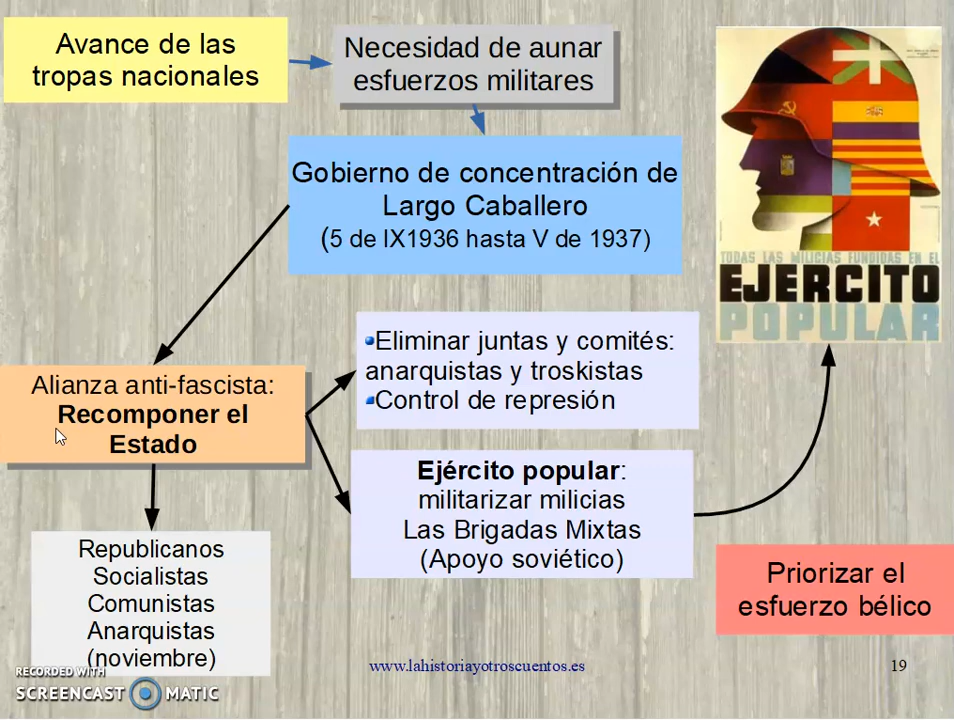 Avance de las
tropas nacionales
Necesidad de aunar
esfuerzos militares
Gobierno de concentración de
Largo Caballero
(5 de IX1936 hasta V de 1937)
TODAS LAS MILICIAS FUNDIDAS EN EL
EJERCITO
POPULAR
Eliminar juntas y comités:
anarquistas y troskistas
Control de represión
Alianza anti-fascista:
Recomponer el
Estado
Ejército popular:
militarizar milicias
Las Brigadas Mixtas
(Apoyo soviético)
Republicanos
Socialistas
Comunistas
Anarquistas
(noviembre)
Priorizar el
esfuerzo bélico
RECORDED WITH
SCREENCAST MATIC
www.lahistoriayotroscuentos.es
19